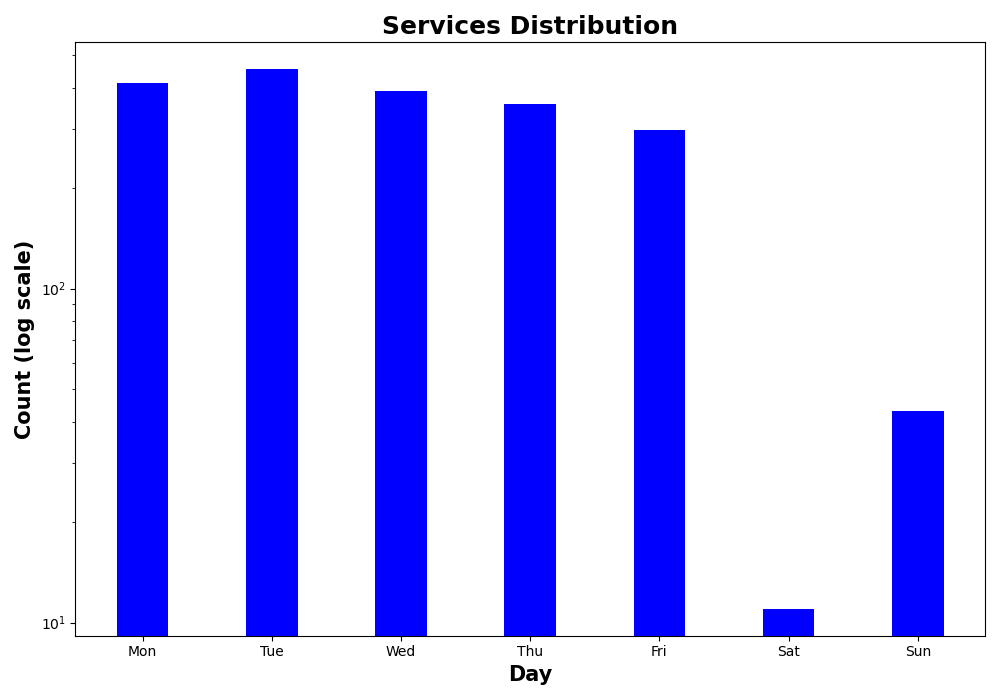 Services Distribution
Count (log scale)
10²
10¹
Mon Tue Wed Thu Fri Sat Sun
Day